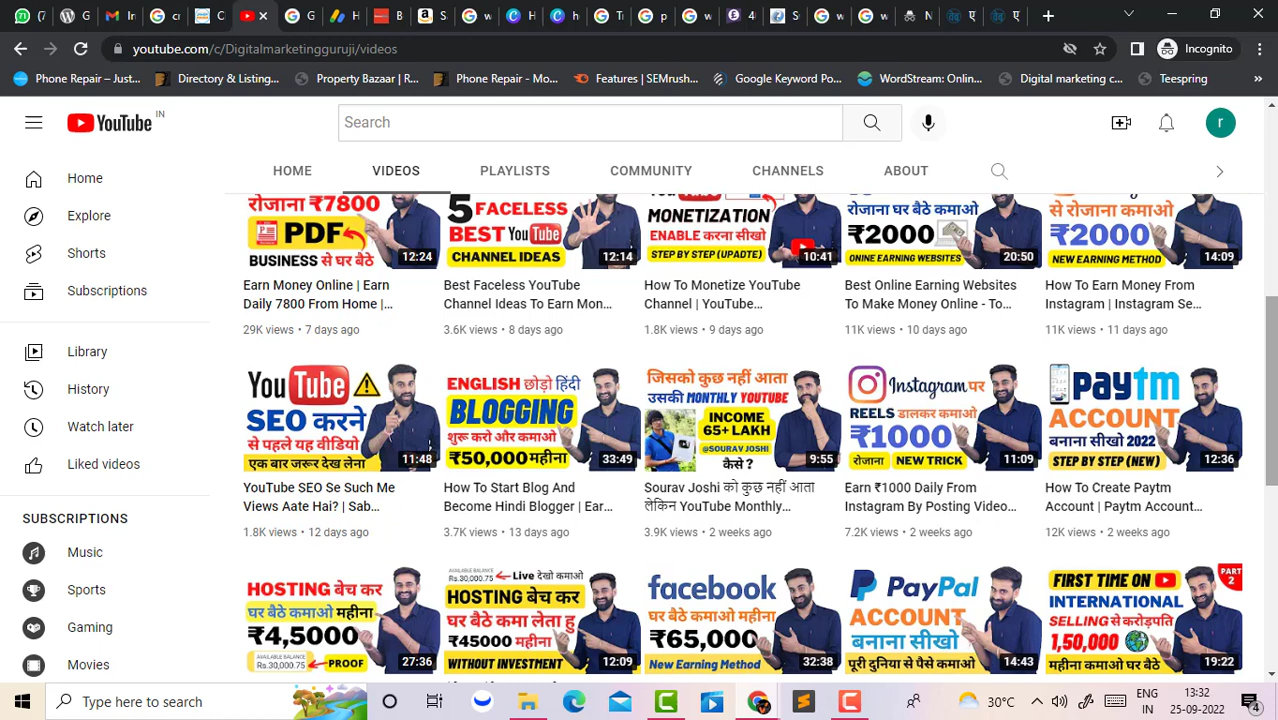 youtube.com/c/Digitalmarketingguruji/videos
Incognito
Phone Repair – Just...
Directory & Listing...
Property Bazaar | R...
Phone Repair - Mo...
Features | SEMrush...
Google Keyword Po...
WordStream: Onlin...
Digital marketing c...
Teespring
YouTube IN
Search
r
HOME
VIDEOS
PLAYLISTS
COMMUNITY
CHANNELS
ABOUT
Home
Explore
Shorts
Subscriptions
Library
History
Watch later
Liked videos
SUBSCRIPTIONS
Music
Sports
Gaming
Movies
रोजाना ₹7800
PDF
BUSINESS से घर बैठे
12:24
Earn Money Online | Earn
Daily 7800 From Home |...
29K views • 7 days ago
5 FACELESS
BEST YouTube
CHANNEL IDEAS
12:14
Best Faceless YouTube
Channel Ideas To Earn Mon...
3.6K views • 8 days ago
MONETIZATION
ENABLE करना सीखो
STEP BY STEP (UPADTE)
10:41
How To Monetize YouTube
Channel | YouTube...
1.8K views • 9 days ago
रोजाना घर बैठे कमाओ
₹2000
ONINE EARNING WEBSITES
20:50
Best Online Earning Websites
To Make Money Online - To...
11K views • 10 days ago
से रोजाना कमाओ
₹2000
NEW EARNING METHOD
14:09
How To Earn Money From
Instagram | Instagram Se...
11K views • 11 days ago
YouTube
SEO करने
से पहले यह वीडियो
एक बार जरूर देख लेना
11:48
YouTube SEO Se Such Me
Views Aate Hai? | Sab...
1.8K views • 12 days ago
ENGLISH छोड़ो हिंदी
BLOGGING
शुरू करो और कमाओ
₹50,000 महीना
33:49
How To Start Blog And
Become Hindi Blogger | Ear...
3.7K views • 13 days ago
जिसको कुछ नहीं आता
उसकी MONTHLY YOUTUBE
INCOME
65+ LAKH
@SOURAV JOSHI
कैसे ?
9:55
Sourav Joshi को कुछ नहीं आता
लेकिन YouTube Monthly...
3.9K views • 2 weeks ago
Instagram पर
REELS डालकर कमाओ
₹1000
रोजाना NEW TRICK
11:09
Earn ₹1000 Daily From
Instagram By Posting Video...
7.2K views • 2 weeks ago
paytm
ACCOUNT
बनाना सीखो 2022
STEP BY STEP (NEW)
12:36
How To Create Paytm
Account | Paytm Account...
12K views • 2 weeks ago
HOSTING बेच कर
घर बैठे कमाओ महीना
₹4,5000
AVAILABLE BALANCE
Rs.30,000.75
PROOF
27:36
AVAILABLE BALANCE
Rs.30,000.75 Live देखो कमाओ
HOSTING बेच कर
घर बैठे कमा लेता हु
₹45000 महीना
WITHOUT INVESTMENT
12:09
facebook
घर बैठे कमाओ महीना
₹65,000
New Earning Method
32:38
PayPal
ACCOUNT
बनाना सीखो
पूरी दुनिया से पैसे कमाओ
14:43
FIRST TIME ON
PART 2
INTERNATIONAL
SELLING से करोड़पति
1,50,000
महीना कमाओ घर बैठे
19:22
Type here to search
30°C
ENG
IN
13:32
25-09-2022
4